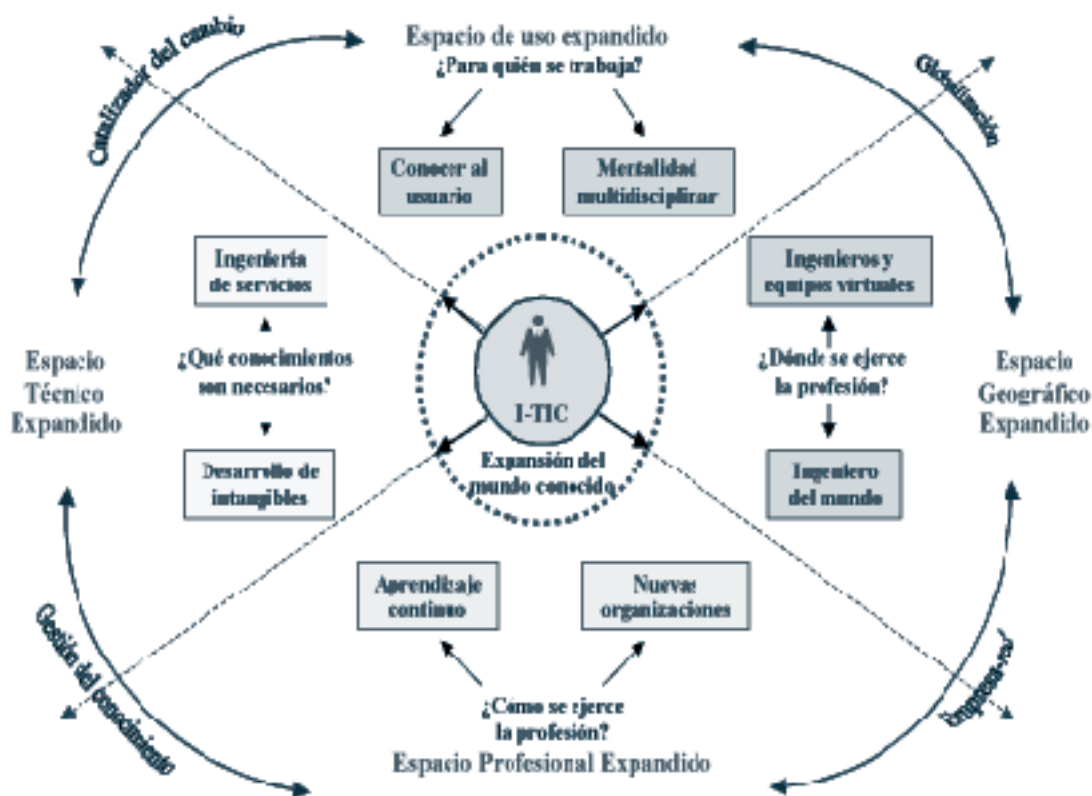 Espacio de uso expandido
¿Para quién se trabaja?
Catalizador del cambio
Globalización
Conocer al
usuario
Mentalidad
multidisciplinar
Ingeniería
de servicios
Ingenieros y
equipos virtuales
Espacio
Técnico
Expandido
¿Qué conocimientos
son necesarios?
I-TIC
¿Dónde se ejerce
la profesión?
Espacio
Geográfico
Expandido
Expansión del
mundo conocido
Desarrollo de
intangibles
Ingeniero
del mundo
Aprendizaje
continuo
Nuevas
organizaciones
Gestión del conocimiento
Empresa-red
¿Cómo se ejerce
la profesión?
Espacio Profesional Expandido